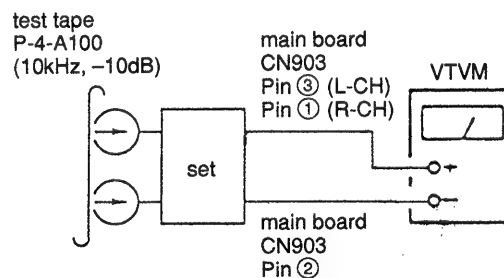 test tape
P-4-A100
(10kHz, –10dB)
main board
CN903
Pin ③ (L-CH)
Pin ① (R-CH)
VTVM
set
+
–
main board
CN903
Pin ②